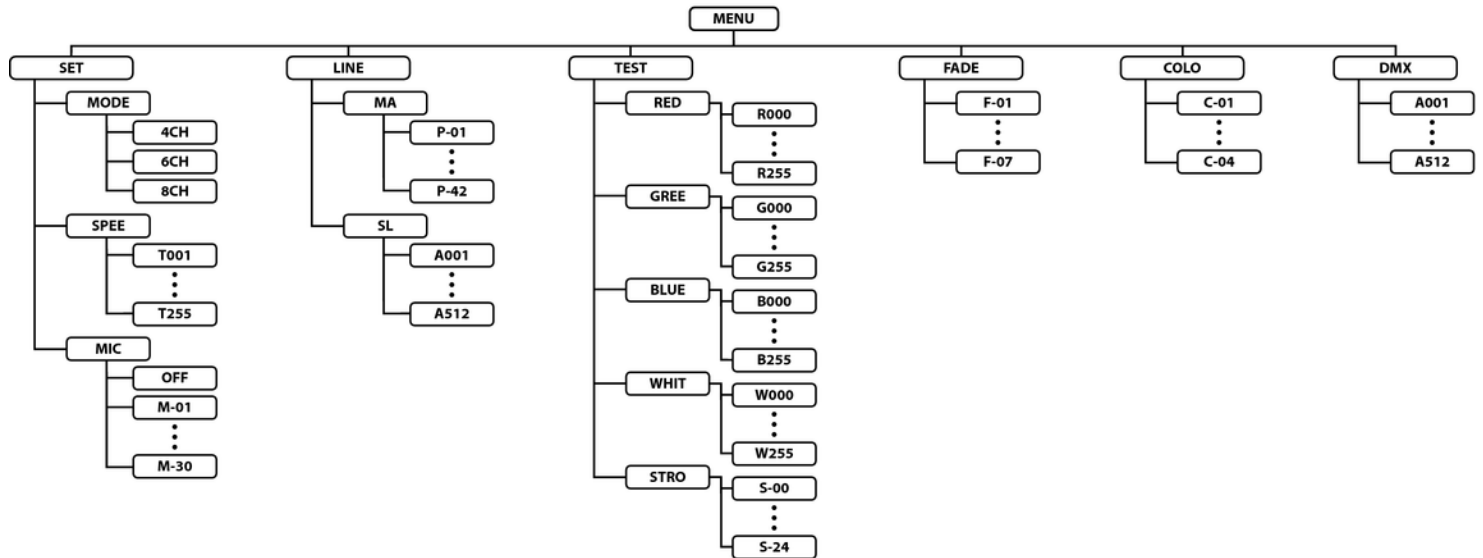 MENU
SET
MODE
4CH
6CH
8CH
SPEE
T001
T255
MIC
OFF
M-01
M-30
LINE
MA
P-01
P-42
SL
A001
A512
TEST
RED
R000
R255
GREE
G000
G255
BLUE
B000
B255
WHIT
W000
W255
STRO
S-00
S-24
FADE
F-01
F-07
COLO
C-01
C-04
DMX
A001
A512